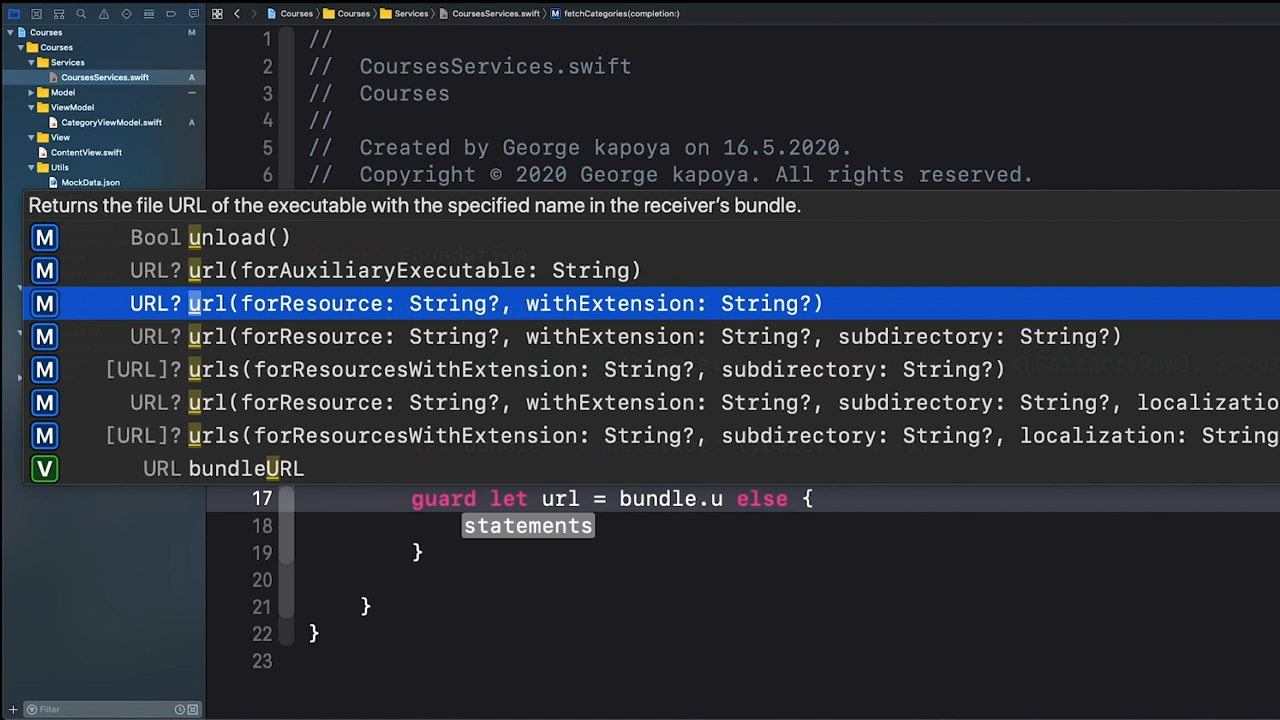 Courses
M
Courses
Services
CoursesServices.swift
A
Model
ViewModel
CategoryViewModel.swift
A
View
ContentView.swift
Utils
MockData.json
Filter
Courses
Courses
Services
CoursesServices.swift
M
fetchCategories(completion:)
1 //
2 // CoursesServices.swift
3 // Courses
4 //
5 // Created by George kapoya on 16.5.2020.
6 // Copyright © 2020 George kapoya. All rights reserved.
Returns the file URL of the executable with the specified name in the receiver’s bundle.
M Bool unload()
M URL? url(forAuxiliaryExecutable: String)
M URL? url(forResource: String?, withExtension: String?)
M URL? url(forResource: String?, withExtension: String?, subdirectory: String?)
M [URL]? urls(forResourcesWithExtension: String?, subdirectory: String?)
M URL? url(forResource: String?, withExtension: String?, subdirectory: String?, localizatio
M [URL]? urls(forResourcesWithExtension: String?, subdirectory: String?, localization: String
V URL bundleURL
17 guard let url = bundle.u else {
18 statements
19 }
20
21 }
22 }
23